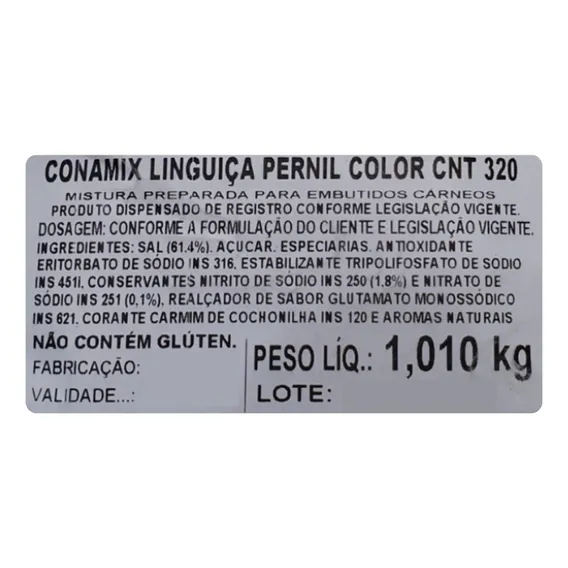 CONAMIX LINGUIÇA PERNIL COLOR CNT 320
MISTURA PREPARADA PARA EMBUTIDOS CÁRNEOS
PRODUTO DISPENSADO DE REGISTRO CONFORME LEGISLAÇÃO VIGENTE.
DOSAGEM: CONFORME A FORMULAÇÃO DO CLIENTE E LEGISLAÇÃO VIGENTE.
INGREDIENTES: SAL (61.4%), AÇUCAR. ESPECIARIAS. ANTIOXIDANTE
ERITORBATO DE SÓDIO INS 316, ESTABILIZANTE TRIPOLIFOSFATO DE SÓDIO
INS 451i, CONSERVANTES NITRITO DE SÓDIO INS 250 (1.8%) E NITRATO DE
SÓDIO INS 251 (0,1%), REALÇADOR DE SABOR GLUTAMATO MONOSSÓDICO
INS 621, CORANTE CARMIM DE COCHONILHA INS 120 E AROMAS NATURAIS
NÃO CONTÉM GLÚTEN.
FABRICAÇÃO:
VALIDADE...:
PESO LÍQ.: 1,010 kg
LOTE: